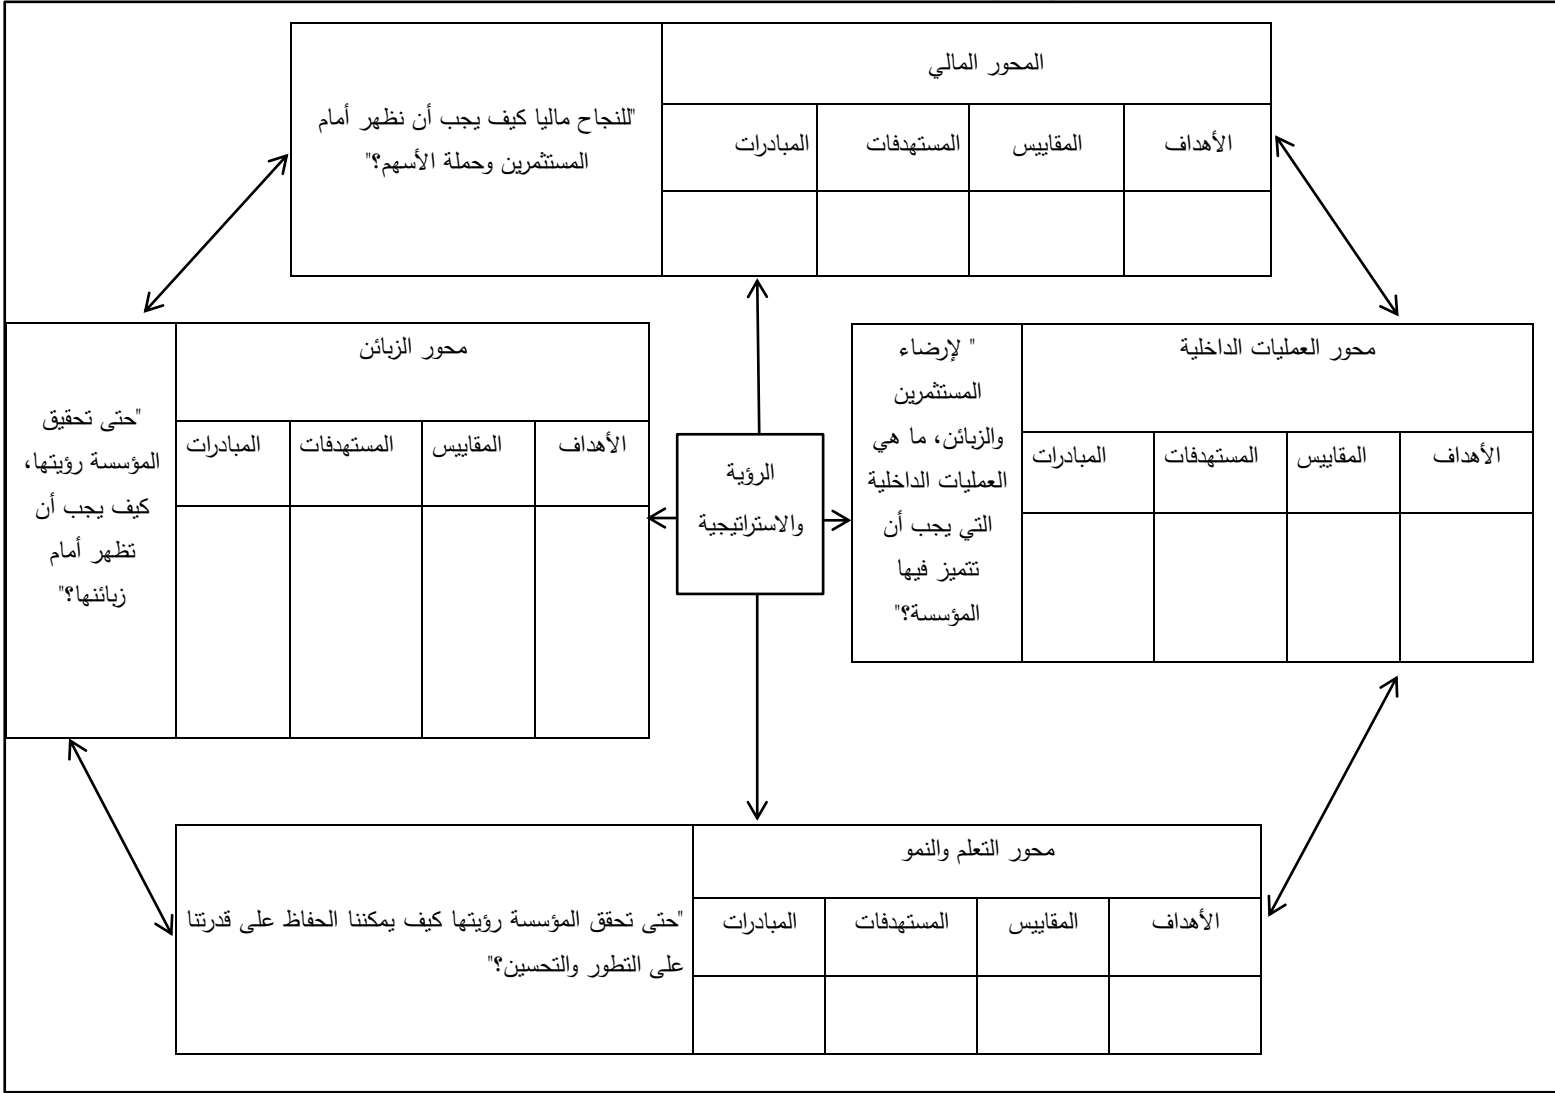 المحور المالي
"للنجاح ماليا كيف يجب أن نظهر أمام
المستثمرين وحملة الأسهم؟"
الأهداف
المقاييس
المستهدفات
المبادرات
محور العمليات الداخلية
" لإرضاء
المستثمرين
والزبائن، ما هي
العمليات الداخلية
التي يجب أن
تتميز فيها
المؤسسة؟"
الأهداف
المقاييس
المستهدفات
المبادرات
الرؤية
والاستراتيجية
محور الزبائن
"حتى تحقيق
المؤسسة رؤيتها،
كيف يجب أن
تظهر أمام
زبائنها؟"
الأهداف
المقاييس
المستهدفات
المبادرات
محور التعلم والنمو
"حتى تحقق المؤسسة رؤيتها كيف يمكننا الحفاظ على قدرتنا
على التطور والتحسين؟"
الأهداف
المقاييس
المستهدفات
المبادرات